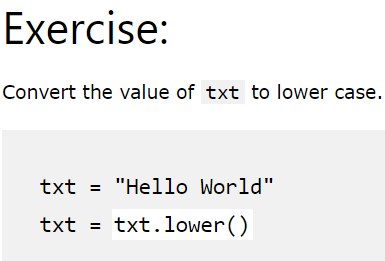 Exercise:
Convert the value of txt to lower case.
txt = "Hello World"
txt = txt.lower()